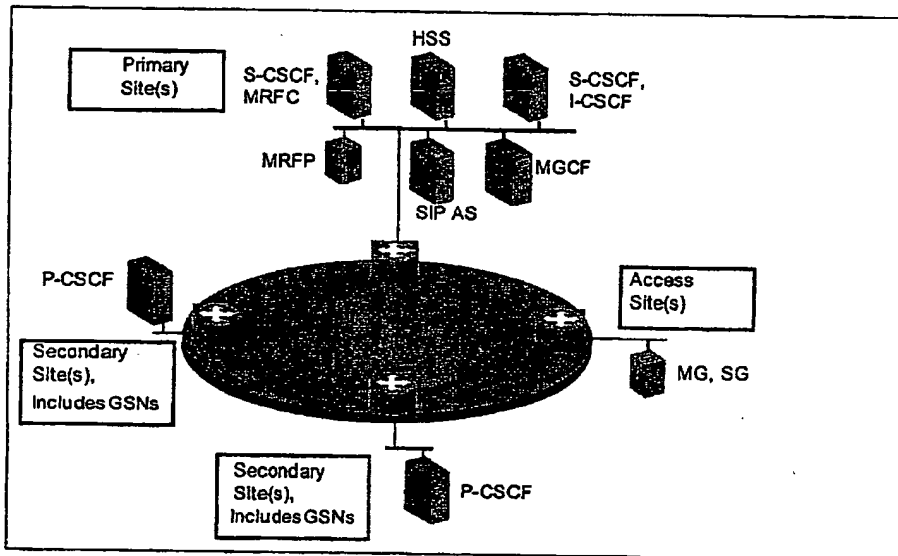 HSS
Primary
Site(s)
S-CSCF,
MRFC
S-CSCF,
I-CSCF
MRFP
MGCF
SIP AS
P-CSCF
Access
Site(s)
Secondary
Site(s),
Includes GSNs
MG, SG
Secondary
Site(s),
Includes GSNs
P-CSCF